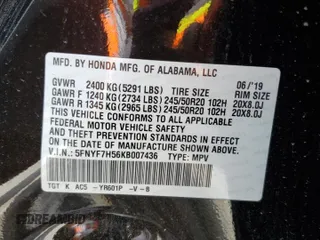 MFD. BY HONDA MFG. OF ALABAMA, LLC
GVWR 2400 KG (5291 LBS) TIRE SIZE 06/'19 RIM SIZE
GAWR F 1240 KG (2734 LBS) 245/50R20 102H 20X8.0J
GAWR R 1345 KG (2965 LBS) 245/50R20 102H 20X8.0J
THIS VEHICLE CONFORMS TO ALL APPLICABLE
FEDERAL MOTOR VEHICLE SAFETY
AND THEFT PREVENTION STANDARDS IN EFFECT
ON THE DATE OF MANUFACTURE SHOWN ABOVE.
5FNYF7H56KB007436 TYPE: MPV
TGT K ACS - YR601P -V-B
DREAMBID